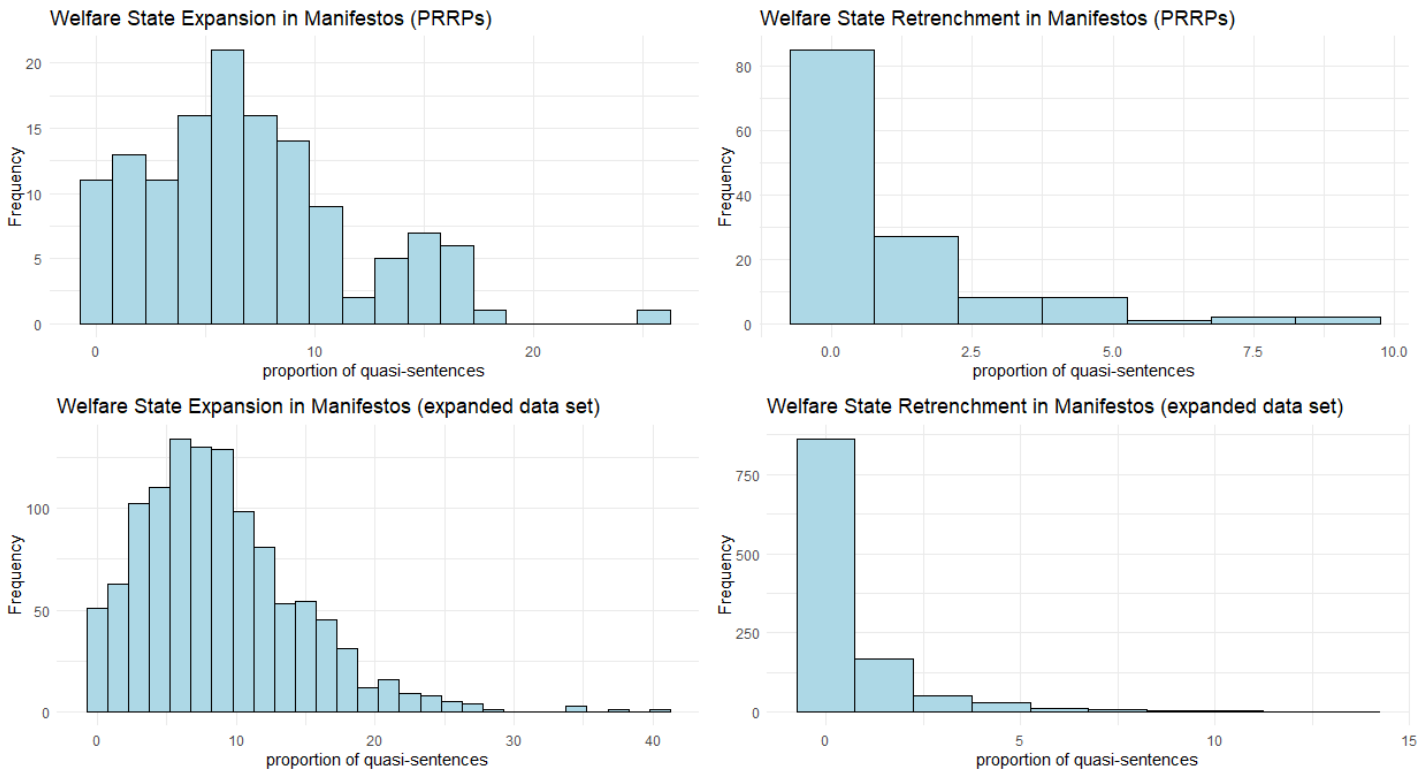 Welfare State Expansion in Manifestos (PRRPs)
Frequency
20
15
10
5
0
0 10 20
proportion of quasi-sentences
Welfare State Retrenchment in Manifestos (PRRPs)
Frequency
80
60
40
20
0
0.0 2.5 5.0 7.5 10.0
proportion of quasi-sentences
Welfare State Expansion in Manifestos (expanded data set)
Frequency
100
50
0
0 10 20 30 40
proportion of quasi-sentences
Welfare State Retrenchment in Manifestos (expanded data set)
Frequency
750
500
250
0
0 5 10 15
proportion of quasi-sentences